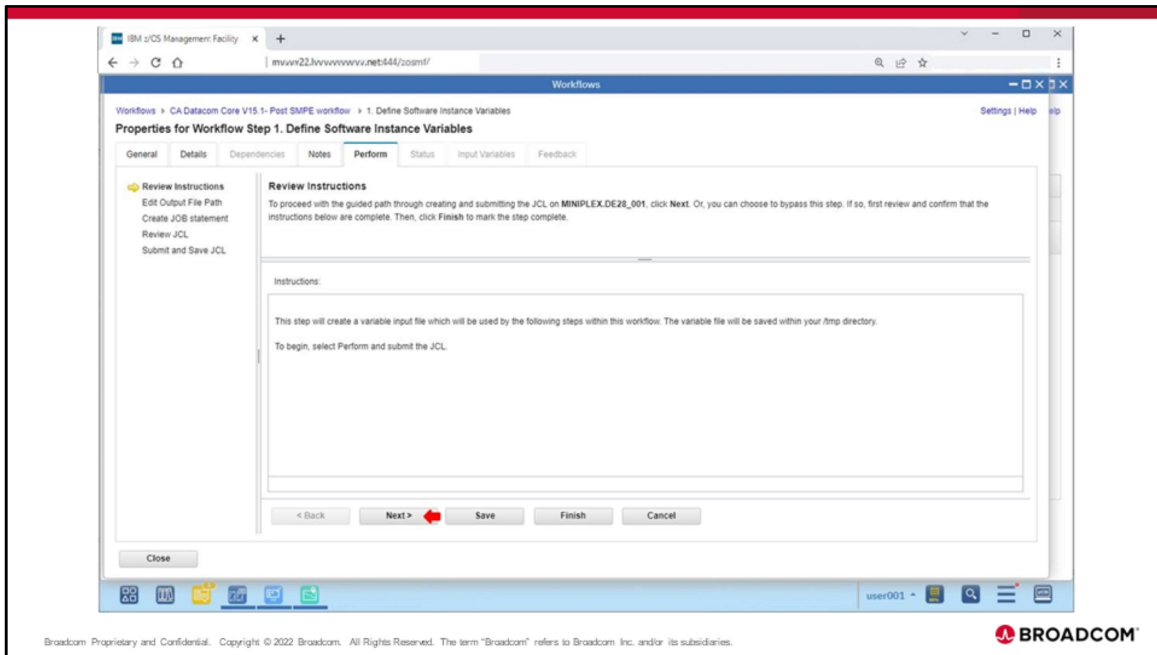 IBM z/OS Management Facility
Workflows
Workflows CA Datacom Core V15.1- Post SMPE workflow 1. Define Software Instance Variables
Settings | Help
Properties for Workflow Step 1. Define Software Instance Variables
General Details Dependencies Notes Perform Status Input Variables Feedback
Review Instructions
Edit Output File Path
Create JOB statement
Review JCL
Submit and Save JCL
Review Instructions
To proceed with the guided path through creating and submitting the JCL on MINIPLEX.DE28_001, click Next. Or, you can choose to bypass this step. If so, first review and confirm that the
instructions below are complete. Then, click Finish to mark the step complete.
Instructions:
This step will create a variable input file which will be used by the following steps within this workflow. The variable file will be saved within your /tmp directory.
To begin, select Perform and submit the JCL.
< Back Next > Save Finish Cancel
Close
user001
Broadcom Proprietary and Confidential. Copyright © 2022 Broadcom. All Rights Reserved. The term “Broadcom” refers to Broadcom Inc. and/or its subsidiaries.
BROADCOM